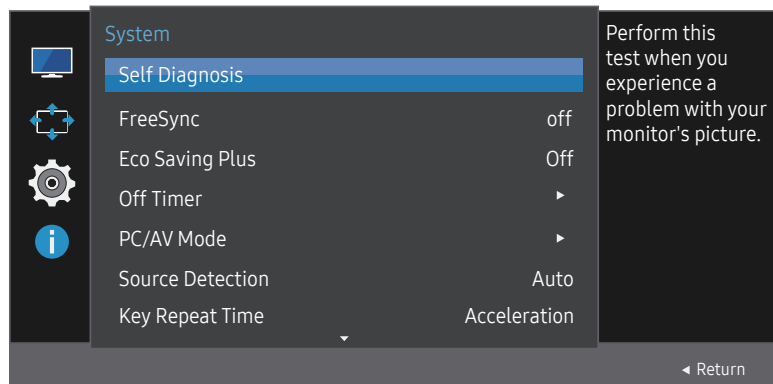 System
Self Diagnosis
FreeSync off
Eco Saving Plus Off
Off Timer ►
PC/AV Mode ►
Source Detection Auto
Key Repeat Time Acceleration
Perform this
test when you
experience a
problem with your
monitor's picture.
◄ Return